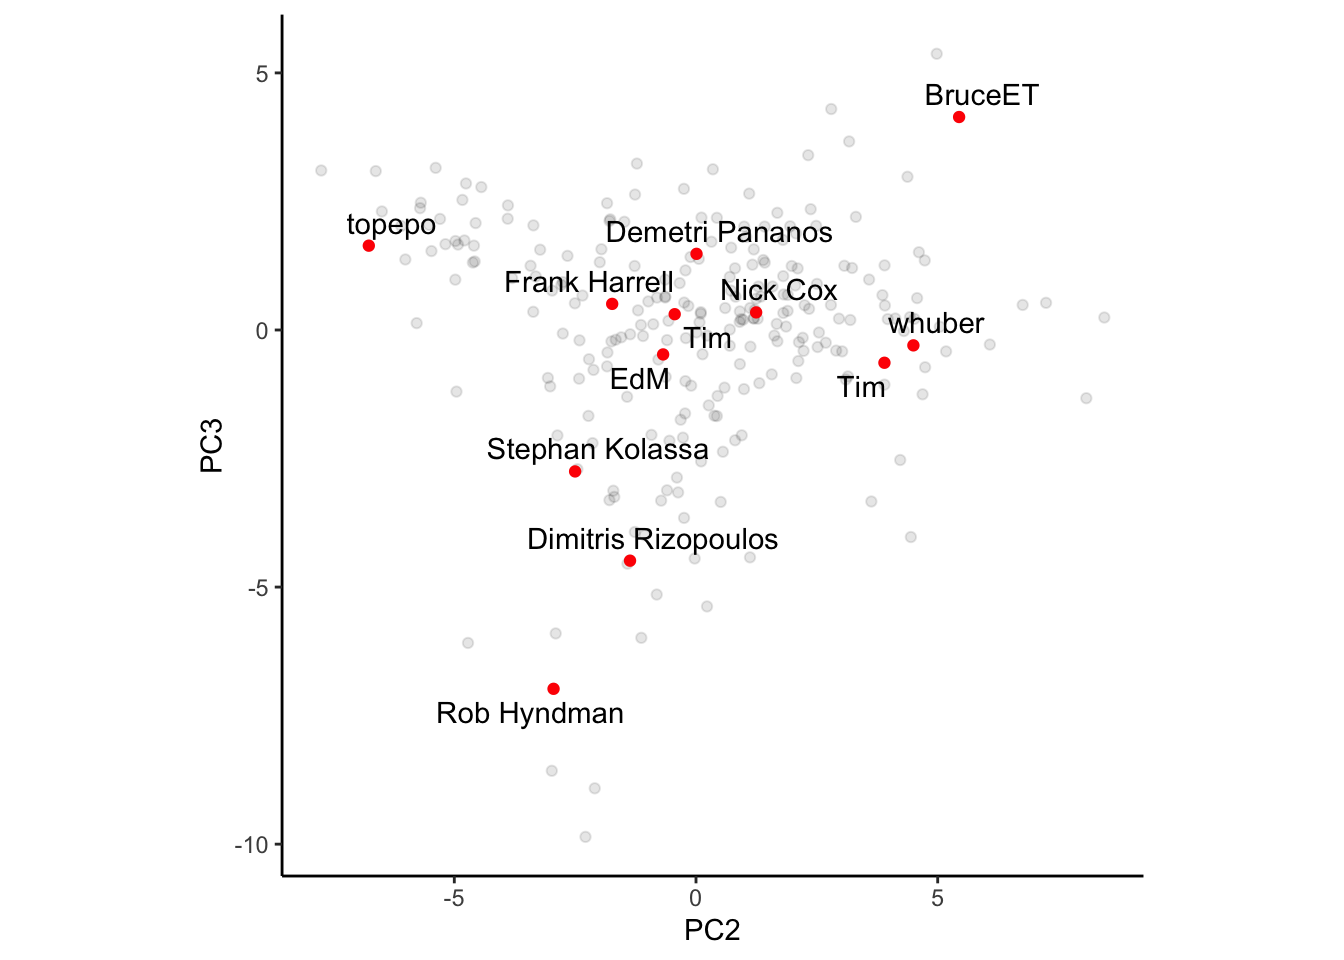 5
BruceET
topepo
Demetri Pananos
Frank Harrell
Nick Cox
0
whuber
Tim
EdM
Tim
PC3
Stephan Kolassa
Dimitris Rizopoulos
-5
Rob Hyndman
-10
-5
0
5
PC2